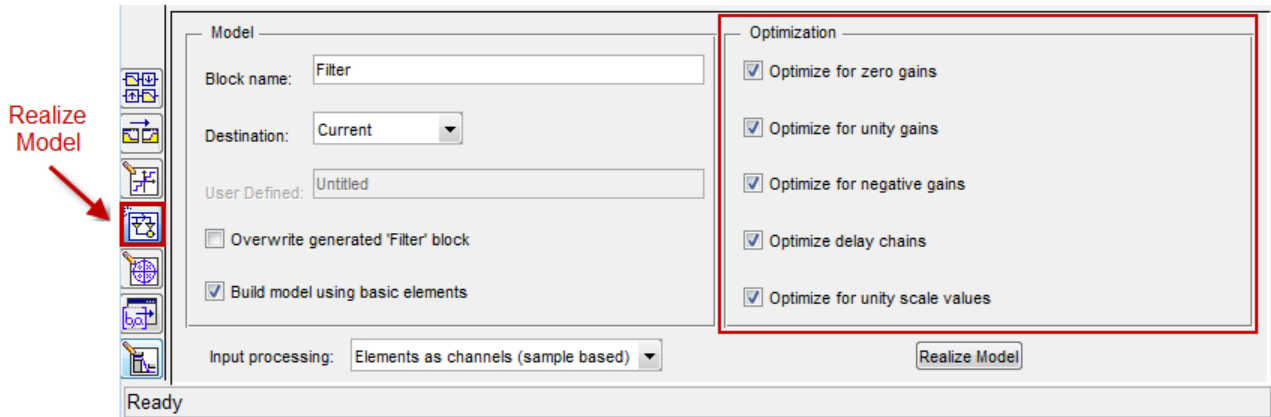 Realize
Model
Model
Block name: Filter
Destination: Current
User Defined: Untitled
Overwrite generated 'Filter' block
Build model using basic elements
Input processing: Elements as channels (sample based)
Optimization
Optimize for zero gains
Optimize for unity gains
Optimize for negative gains
Optimize delay chains
Optimize for unity scale values
Realize Model
Ready